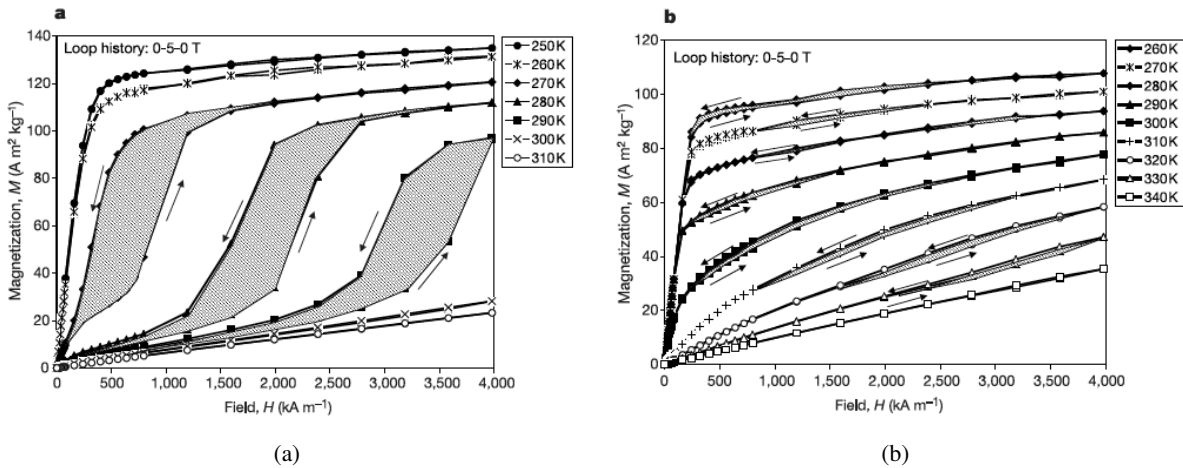 a
Loop history: 0-5-0 T
Magnetization, M (A m² kg⁻¹)
140
120
100
80
60
40
20
0
0 500 1,000 1,500 2,000 2,500 3,000 3,500 4,000
Field, H (kA m⁻¹)
250K
260K
270K
280K
290K
300K
310K
(a)
b
Loop history: 0-5-0 T
Magnetization, M (A m² kg⁻¹)
120
100
80
60
40
20
0
0 500 1,000 1,500 2,000 2,500 3,000 3,500 4,000
Field, H (kA m⁻¹)
260K
270K
280K
290K
300K
310K
320K
330K
340K
(b)